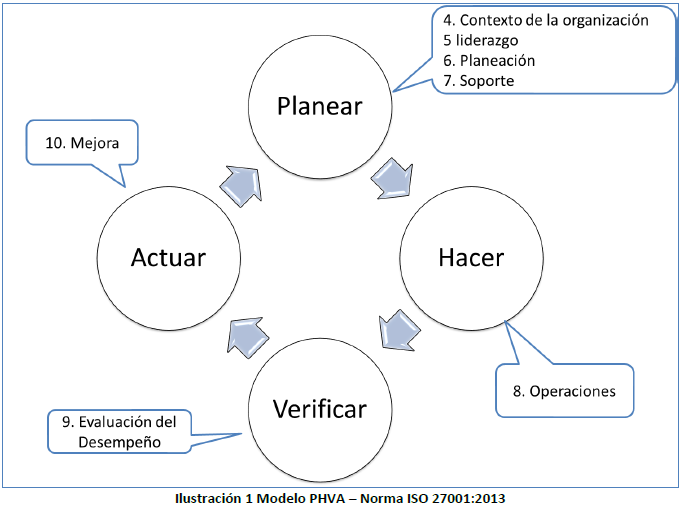 4. Contexto de la organización
5 liderazgo
6. Planeación
7. Soporte
Planear
10. Mejora
Actuar
Hacer
8. Operaciones
Verificar
9. Evaluación del
Desempeño
Ilustración 1 Modelo PHVA – Norma ISO 27001:2013